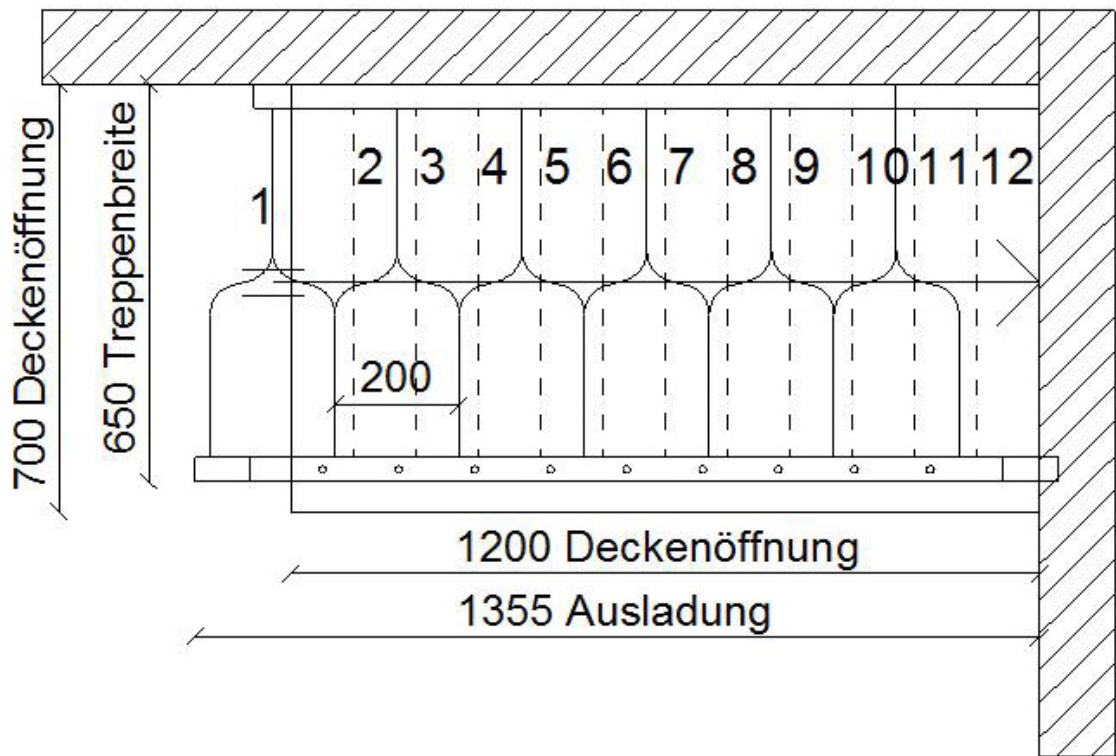 700 Deckenöffnung
650 Treppenbreite
1 2 3 4 5 6 7 8 9 10 11 12
200
1200 Deckenöffnung
1355 Ausladung